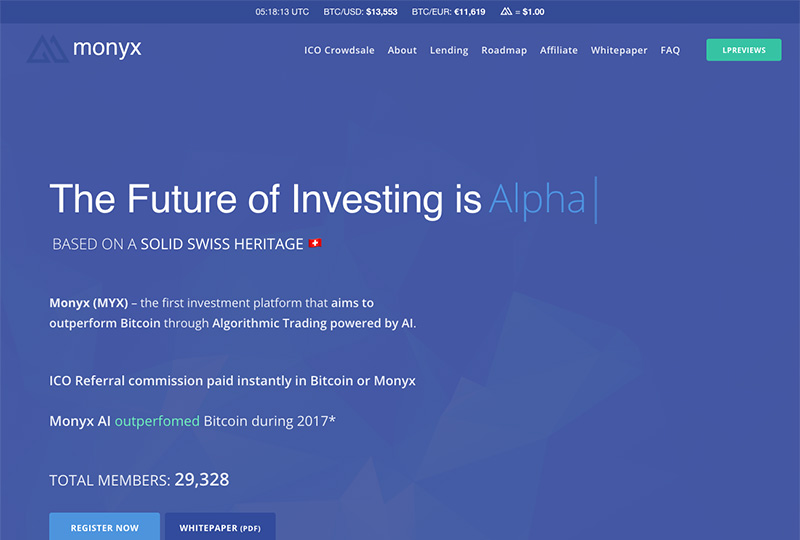 05:18:13 UTC BTC/USD: $13,553 BTC/EUR: €11,619 = $1.00
monyx ICO Crowdsale About Lending Roadmap Affiliate Whitepaper FAQ LPREVIEWS
The Future of Investing is Alpha
BASED ON A SOLID SWISS HERITAGE
Monyx (MYX) – the first investment platform that aims to
outperform Bitcoin through Algorithmic Trading powered by AI.
ICO Referral commission paid instantly in Bitcoin or Monyx
Monyx AI outperfomed Bitcoin during 2017*
TOTAL MEMBERS: 29,328
REGISTER NOW WHITEPAPER (PDF)